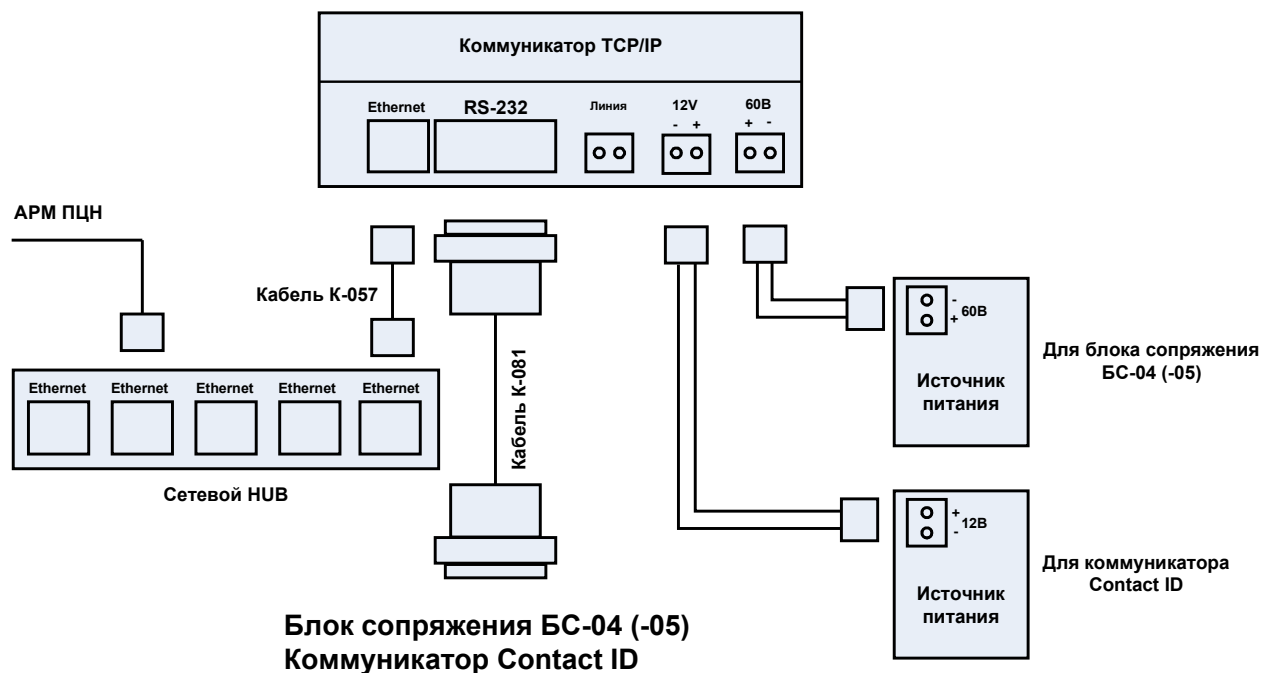 Коммуникатор TCP/IP
Ethernet RS-232 Линия 12V 60В
- + + -
АРМ ПЦН
Кабель К-057
Кабель К-081
- 
+ 60В
Источник
питания
Для блока сопряжения
БС-04 (-05)
Ethernet Ethernet Ethernet Ethernet Ethernet
Сетевой HUB
+
- 12В
Источник
питания
Для коммуникатора
Contact ID
Блок сопряжения БС-04 (-05)
Коммуникатор Contact ID